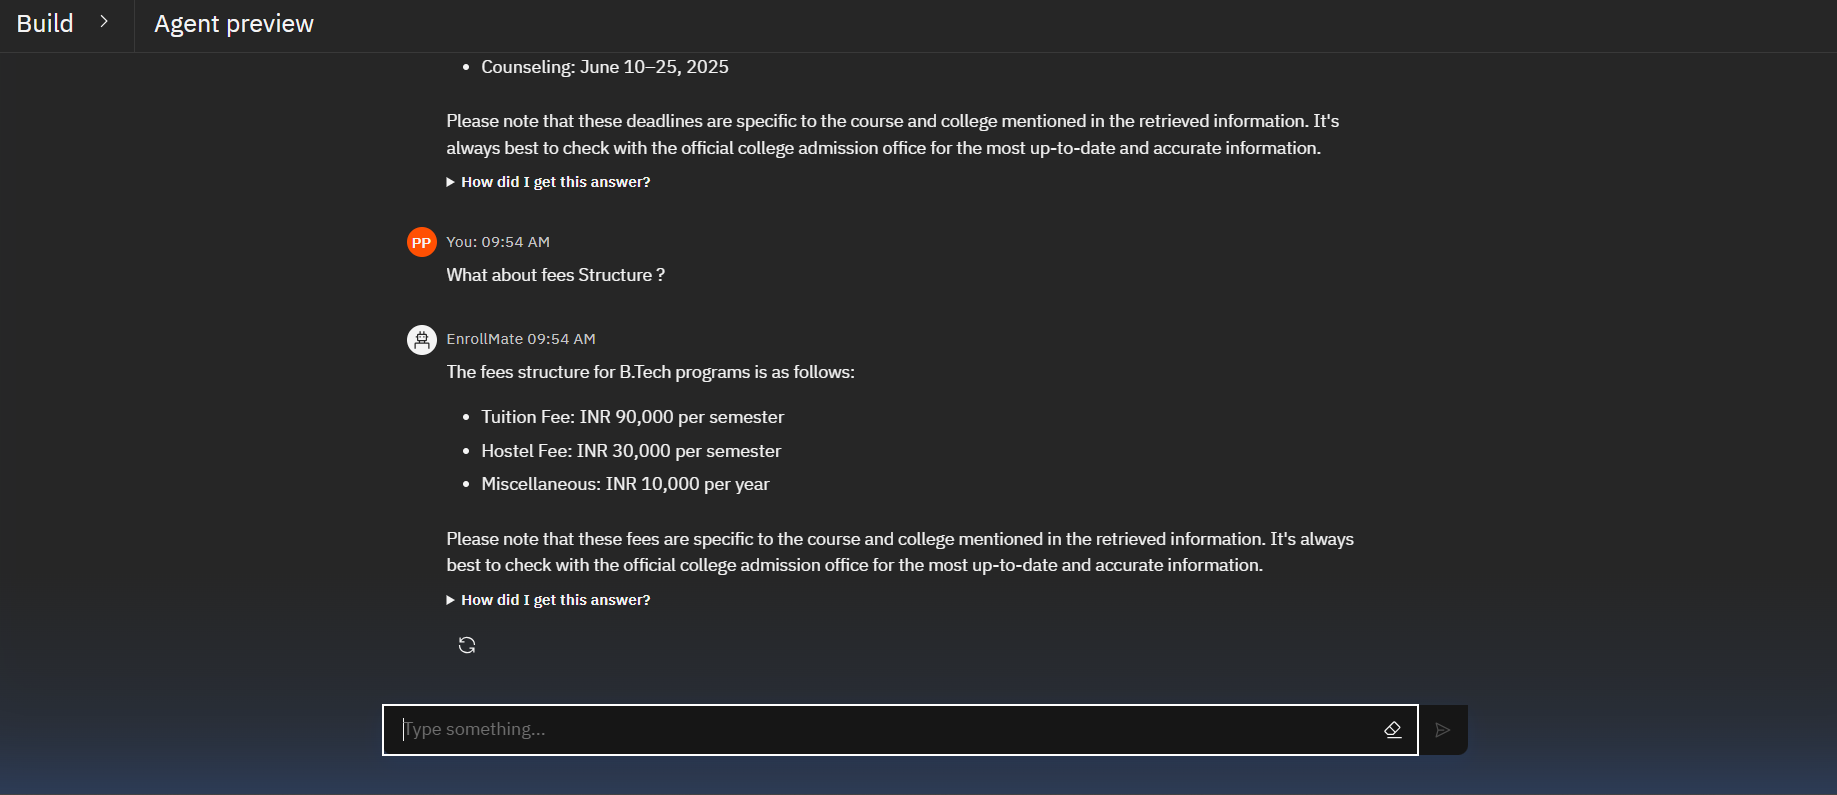 Build > Agent preview
• Counseling: June 10–25, 2025
Please note that these deadlines are specific to the course and college mentioned in the retrieved information. It's
always best to check with the official college admission office for the most up-to-date and accurate information.
▶ How did I get this answer?
PP You: 09:54 AM
What about fees Structure ?
EnrollMate 09:54 AM
The fees structure for B.Tech programs is as follows:
• Tuition Fee: INR 90,000 per semester
• Hostel Fee: INR 30,000 per semester
• Miscellaneous: INR 10,000 per year
Please note that these fees are specific to the course and college mentioned in the retrieved information. It's always
best to check with the official college admission office for the most up-to-date and accurate information.
▶ How did I get this answer?
Type something...